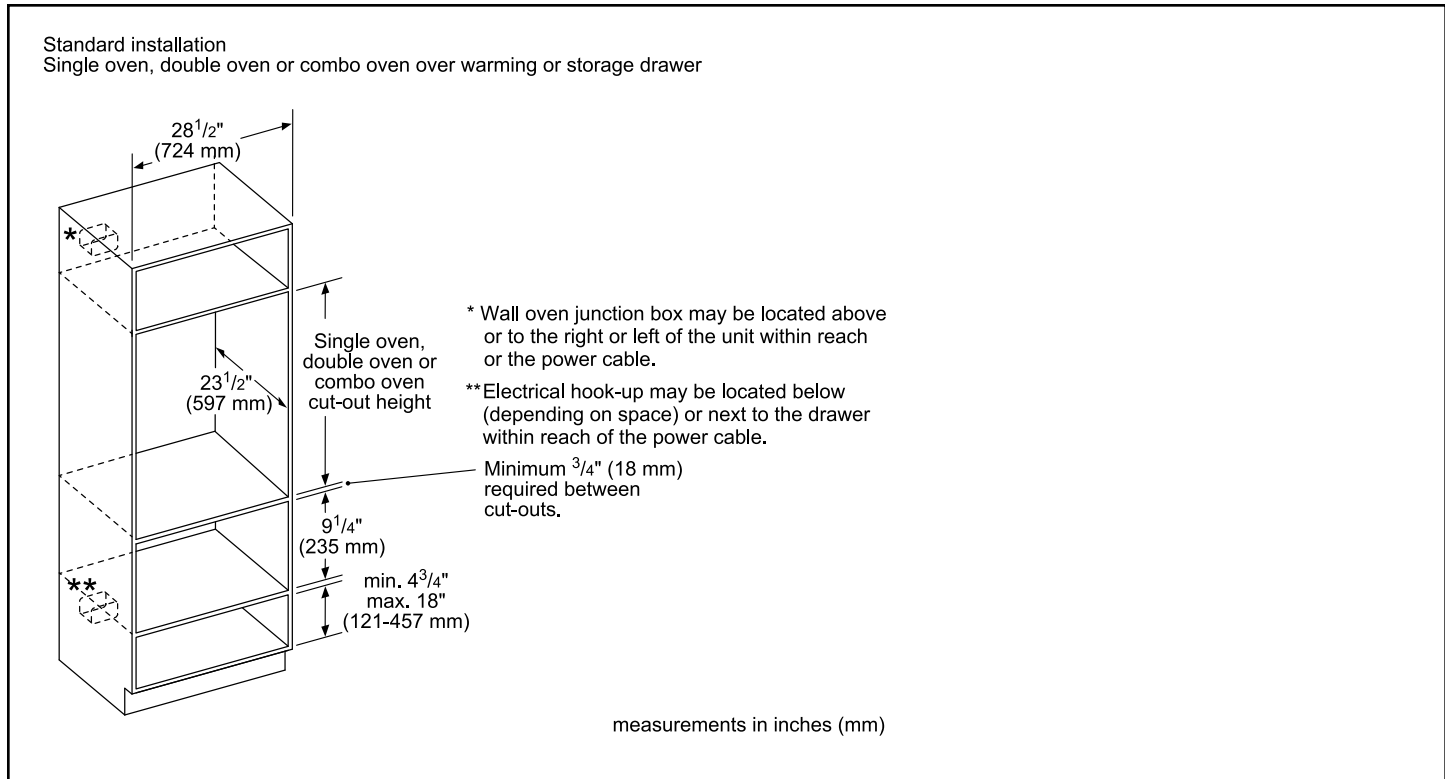 Standard installation
Single oven, double oven or combo oven over warming or storage drawer
28 1/2"
(724 mm)
*
Single oven,
double oven or
combo oven
cut-out height
23 1/2"
(597 mm)
* Wall oven junction box may be located above
or to the right or left of the unit within reach
or the power cable.
**Electrical hook-up may be located below
(depending on space) or next to the drawer
within reach of the power cable.
Minimum 3/4" (18 mm)
required between
cut-outs.
9 1/4"
(235 mm)
**
min. 4 3/4"
max. 18"
(121-457 mm)
measurements in inches (mm)